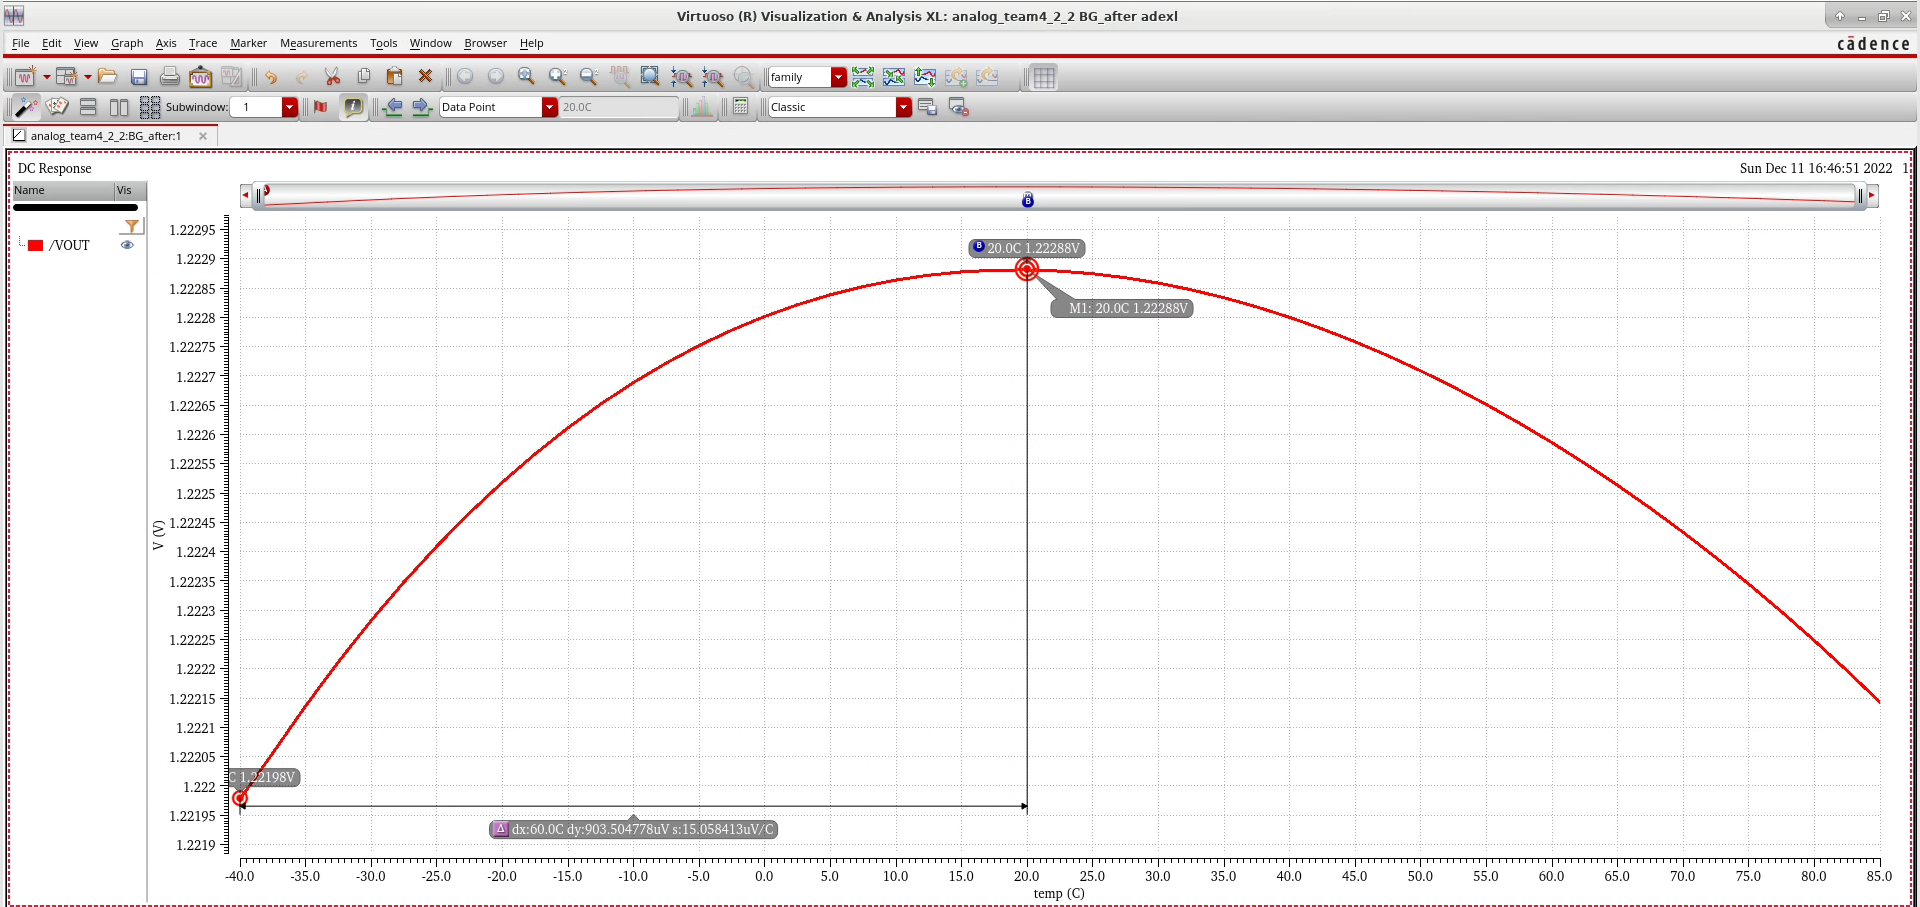 Virtuoso (R) Visualization & Analysis XL: analog_team4_2_2 BG_after adexl
File Edit View Graph Axis Trace Marker Measurements Tools Window Browser Help
cādence
family
Subwindow: 1
Data Point
20.0C
Classic
analog_team4_2_2:BG_after:1
DC Response
Sun Dec 11 16:46:51 2022 1
Name Vis
/VOUT
B
B 20.0C 1.22288V
M1: 20.0C 1.22288V
C 1.22198V
Δ dx:60.0C dy:903.504778uV s:15.058413uV/C
V (V)
1.22295
1.2229
1.22285
1.2228
1.22275
1.2227
1.22265
1.2226
1.22255
1.2225
1.22245
1.2224
1.22235
1.2223
1.22225
1.2222
1.22215
1.2221
1.22205
1.222
1.22195
1.2219
-40.0 -35.0 -30.0 -25.0 -20.0 -15.0 -10.0 -5.0 0.0 5.0 10.0 15.0 20.0 25.0 30.0 35.0 40.0 45.0 50.0 55.0 60.0 65.0 70.0 75.0 80.0 85.0
temp (C)